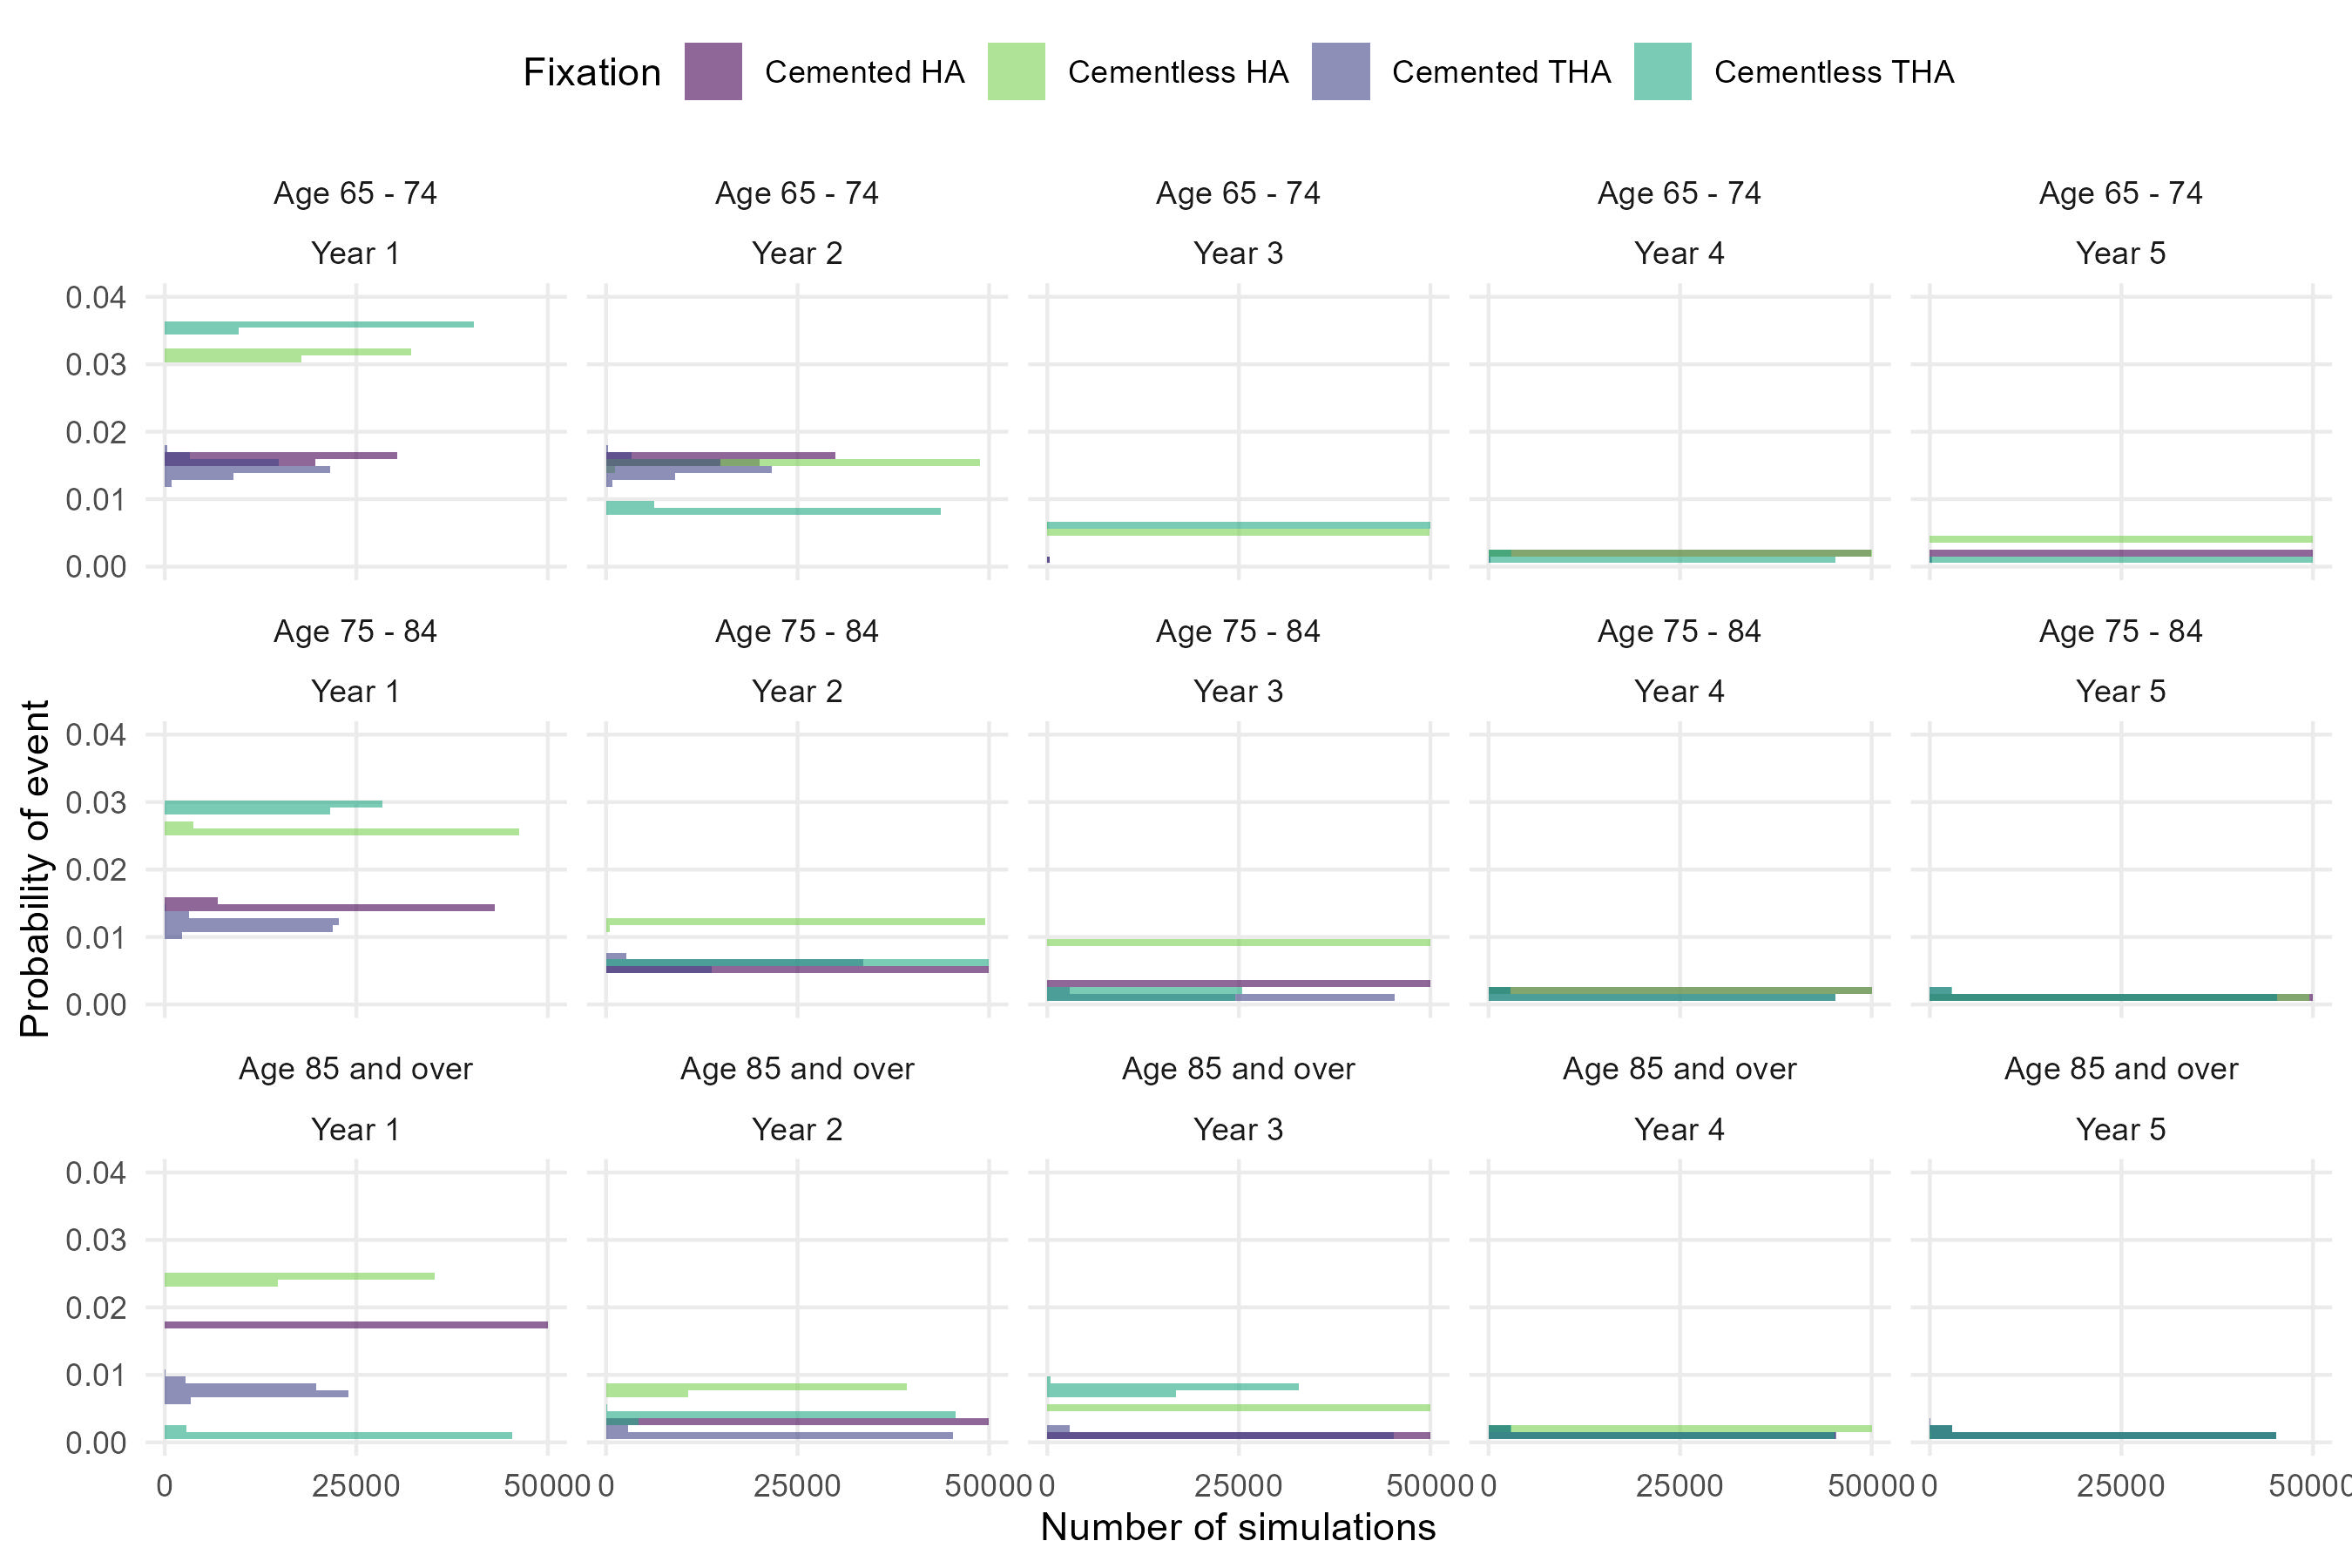 Fixation Cemented HA Cementless HA Cemented THA Cementless THA
Age 65 - 74 Age 65 - 74 Age 65 - 74 Age 65 - 74 Age 65 - 74
Year 1 Year 2 Year 3 Year 4 Year 5
0.04
0.03
0.02
0.01
0.00
Age 75 - 84 Age 75 - 84 Age 75 - 84 Age 75 - 84 Age 75 - 84
Year 1 Year 2 Year 3 Year 4 Year 5
Probability of event
0.04
0.03
0.02
0.01
0.00
Age 85 and over Age 85 and over Age 85 and over Age 85 and over Age 85 and over
Year 1 Year 2 Year 3 Year 4 Year 5
0.04
0.03
0.02
0.01
0.00
0 25000 50000 0 25000 50000 0 25000 50000 0 25000 50000 0 25000 50000
Number of simulations